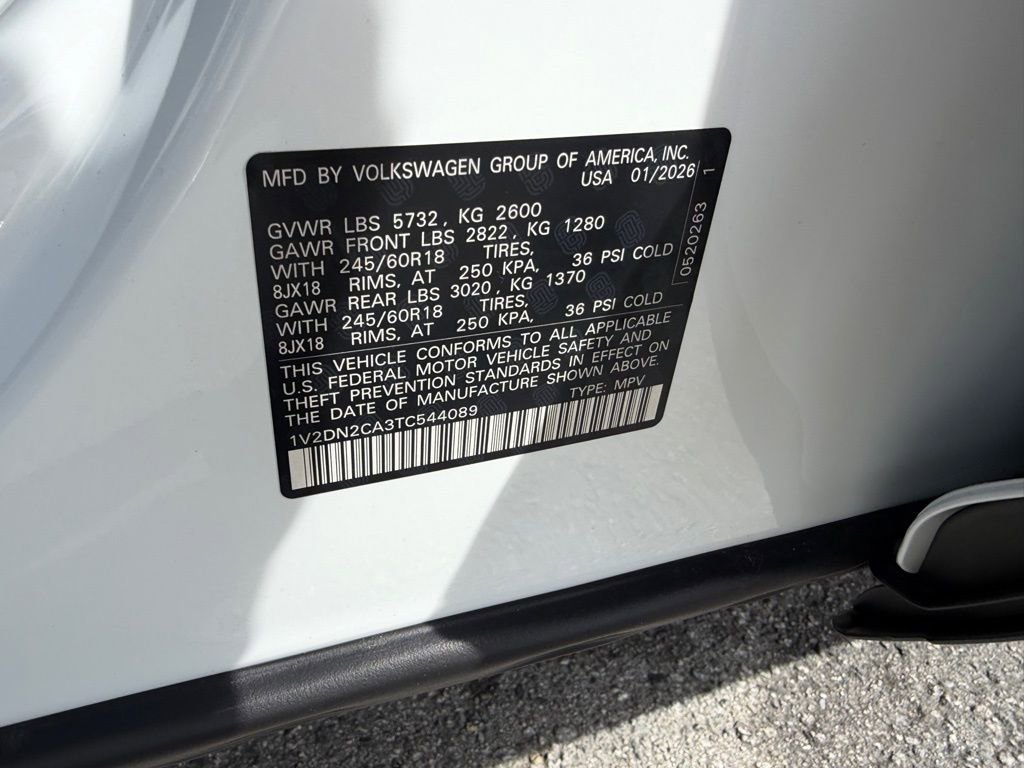 MFD BY VOLKSWAGEN GROUP OF AMERICA, INC.
USA 01/2026
GVWR LBS 5732, KG 2600
GAWR FRONT LBS 2822, KG 1280
WITH 245/60R18 TIRES,
8JX18 RIMS, AT 250 KPA, 36 PSI COLD
GAWR REAR LBS 3020, KG 1370
WITH 245/60R18 TIRES,
8JX18 RIMS, AT 250 KPA, 36 PSI COLD
THIS VEHICLE CONFORMS TO ALL APPLICABLE
U.S. FEDERAL MOTOR VEHICLE SAFETY AND
THEFT PREVENTION STANDARDS IN EFFECT ON
THE DATE OF MANUFACTURE SHOWN ABOVE.
TYPE: MPV
1V2DN2CA3TC544089
0520263 1